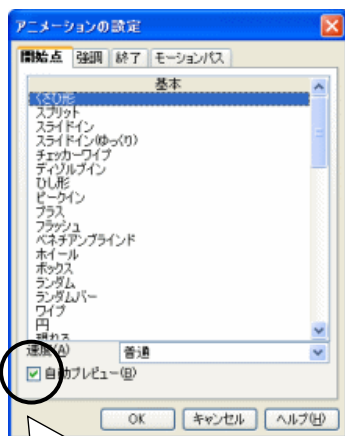 アニメーションの設定
開始点 強調 終了 モーションパス
基本
くさび形
スプリット
スライドイン
スライドイン(ゆっくり)
チェッカーワイプ
ディゾルブイン
ひし形
ピークイン
プラス
フラッシュ
ベネチアンブラインド
ホイール
ボックス
ランダム
ランダムバー
ワイプ
円
現れる
速度(A) 普通
自動プレビュー(B)
OK キャンセル ヘルプ(H)